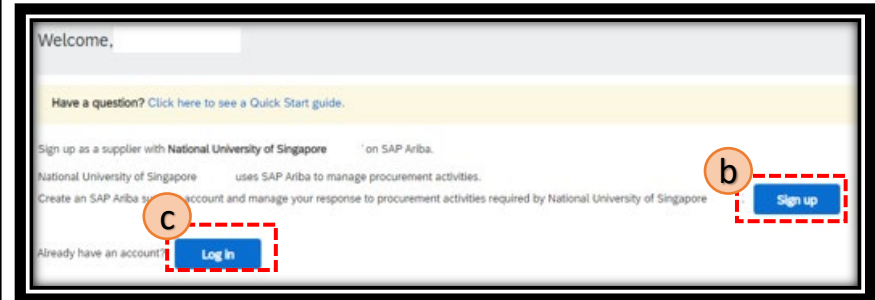 Welcome,
Have a question? Click here to see a Quick Start guide.
Sign up as a supplier with National University of Singapore on SAP Ariba.
National University of Singapore uses SAP Ariba to manage procurement activities.
b
Create an SAP Ariba account and manage your response to procurement activities required by National University of Singapore
Sign up
c
Already have an account? Log in